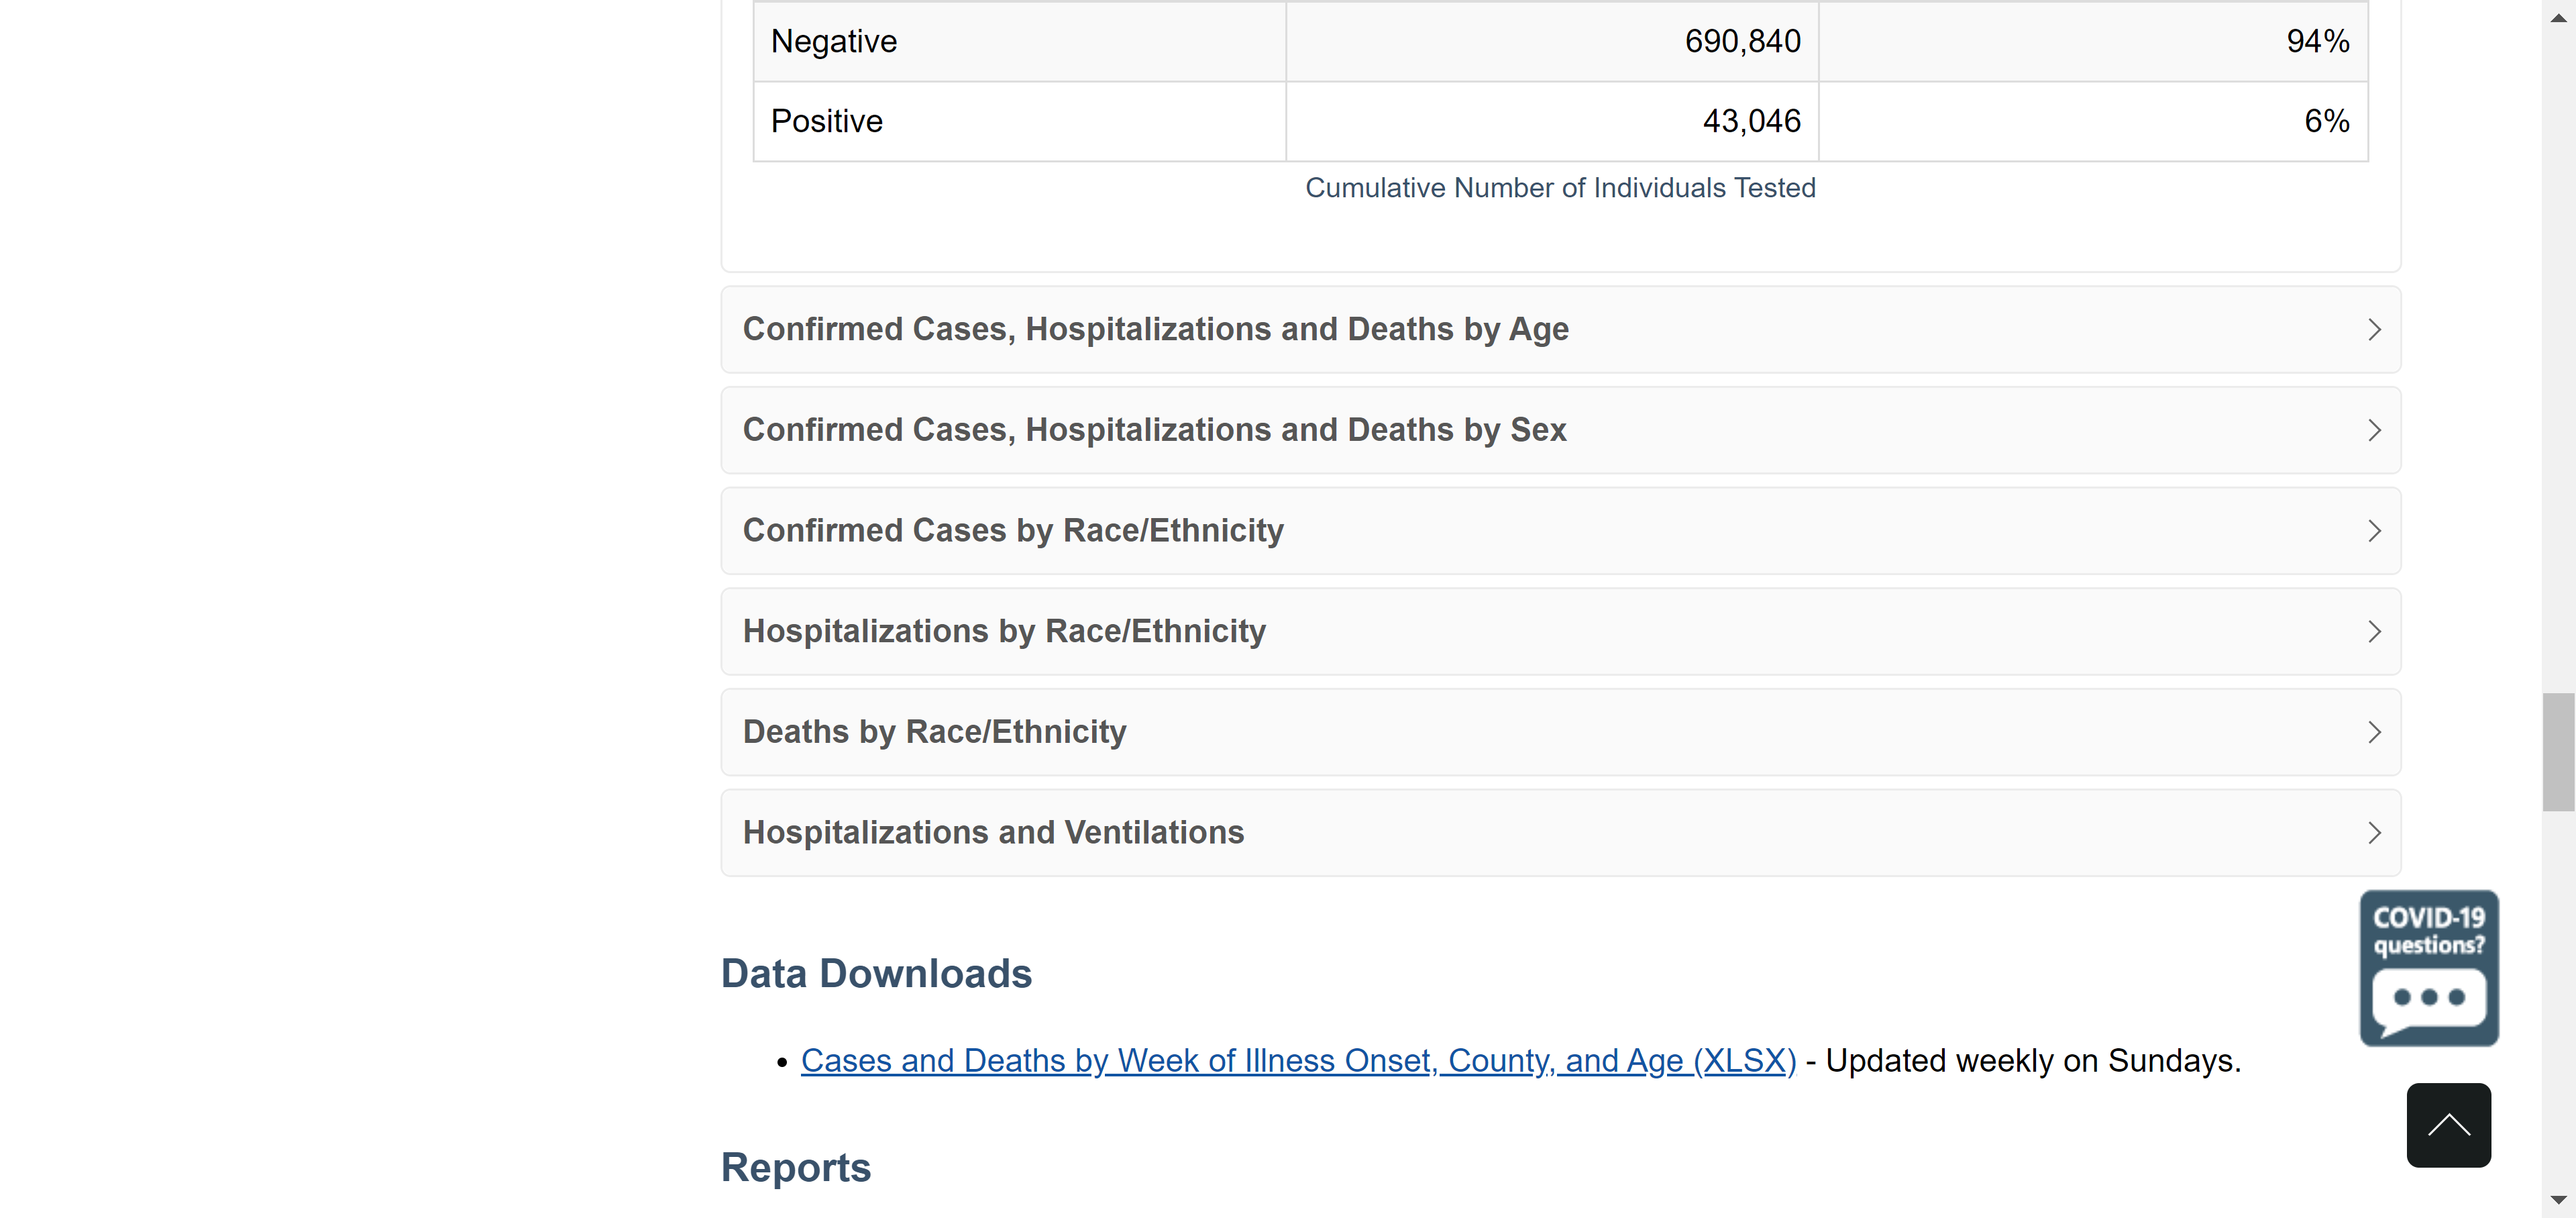 Negative 690,840 94%
Positive 43,046 6%
Cumulative Number of Individuals Tested
Confirmed Cases, Hospitalizations and Deaths by Age
Confirmed Cases, Hospitalizations and Deaths by Sex
Confirmed Cases by Race/Ethnicity
Hospitalizations by Race/Ethnicity
Deaths by Race/Ethnicity
Hospitalizations and Ventilations
COVID-19
questions?
Data Downloads
• Cases and Deaths by Week of Illness Onset, County, and Age (XLSX) - Updated weekly on Sundays.
Reports